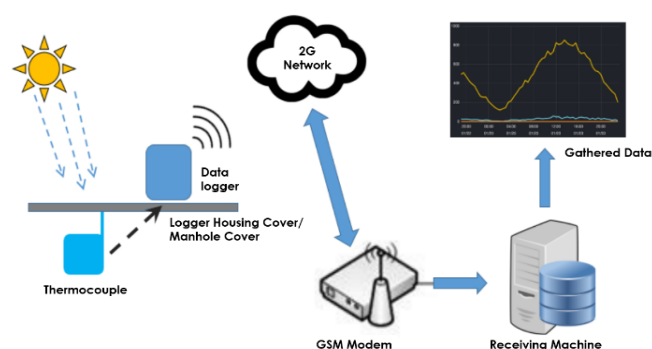 2G
Network
Data
logger
Logger Housing Cover/
Manhole Cover
Thermocouple
GSM Modem
Receiving Machine
Gathered Data